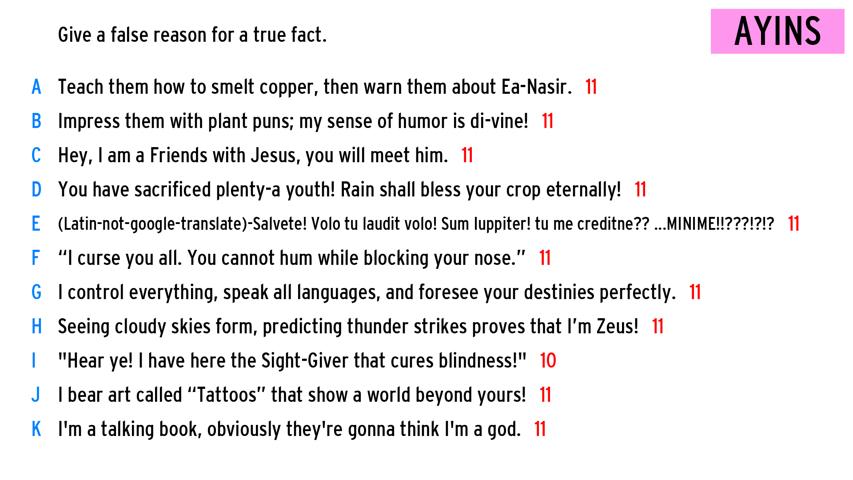 Give a false reason for a true fact.
AYINS
A Teach them how to smelt copper, then warn them about Ea-Nasir. 11
B Impress them with plant puns; my sense of humor is di-vine! 11
C Hey, I am a Friends with Jesus, you will meet him. 11
D You have sacrificed plenty-a youth! Rain shall bless your crop eternally! 11
E (Latin-not-google-translate)-Salvete! Volo tu laudit volo! Sum Iuppiter! tu me creditne?? ...MINIME!!???!?!? 11
F “I curse you all. You cannot hum while blocking your nose.” 11
G I control everything, speak all languages, and foresee your destinies perfectly. 11
H Seeing cloudy skies form, predicting thunder strikes proves that I’m Zeus! 11
I "Hear ye! I have here the Sight-Giver that cures blindness!" 10
J I bear art called “Tattoos” that show a world beyond yours! 11
K I'm a talking book, obviously they're gonna think I'm a god. 11